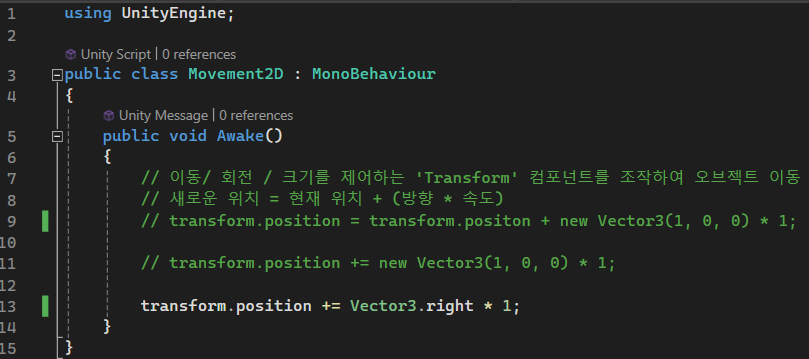 1 using UnityEngine;
2
Unity Script | 0 references
3 public class Movement2D : MonoBehaviour
4 {
Unity Message | 0 references
5 public void Awake()
6 {
7 // 이동/ 회전 / 크기를 제어하는 'Transform' 컴포넌트를 조작하여 오브젝트 이동
8 // 새로운 위치 = 현재 위치 + (방향 * 속도)
9 // transform.position = transform.positon + new Vector3(1, 0, 0) * 1;
10
11 // transform.position += new Vector3(1, 0, 0) * 1;
12
13 transform.position += Vector3.right * 1;
14 }
15 }